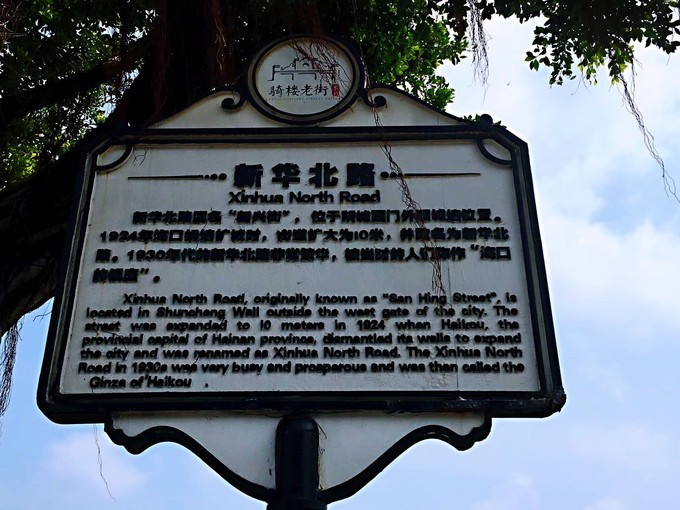 骑楼老街
新华北路
Xinhua North Road
新华北路原名“新兴街”，位于府城西门外顺城边位置。
1924年海口拆墙扩城时，街道扩大为10米，并更名为新华北
路。1930年代的新华北路非常繁华，被当时的人们称作“海口
的银座”。
Xinhua North Road, originally known as "San Hing Street", is
located in Shuncheng Wall outside the west gate of the city. The
street was expanded to 10 meters in 1924 when Haikou, the
provincial capital of Hainan province, dismantled its walls to expand
the city and was renamed as Xinhua North Road. The Xinhua North
Road in 1930s was very busy and prosperous and was then called the
Ginza of Haikou .